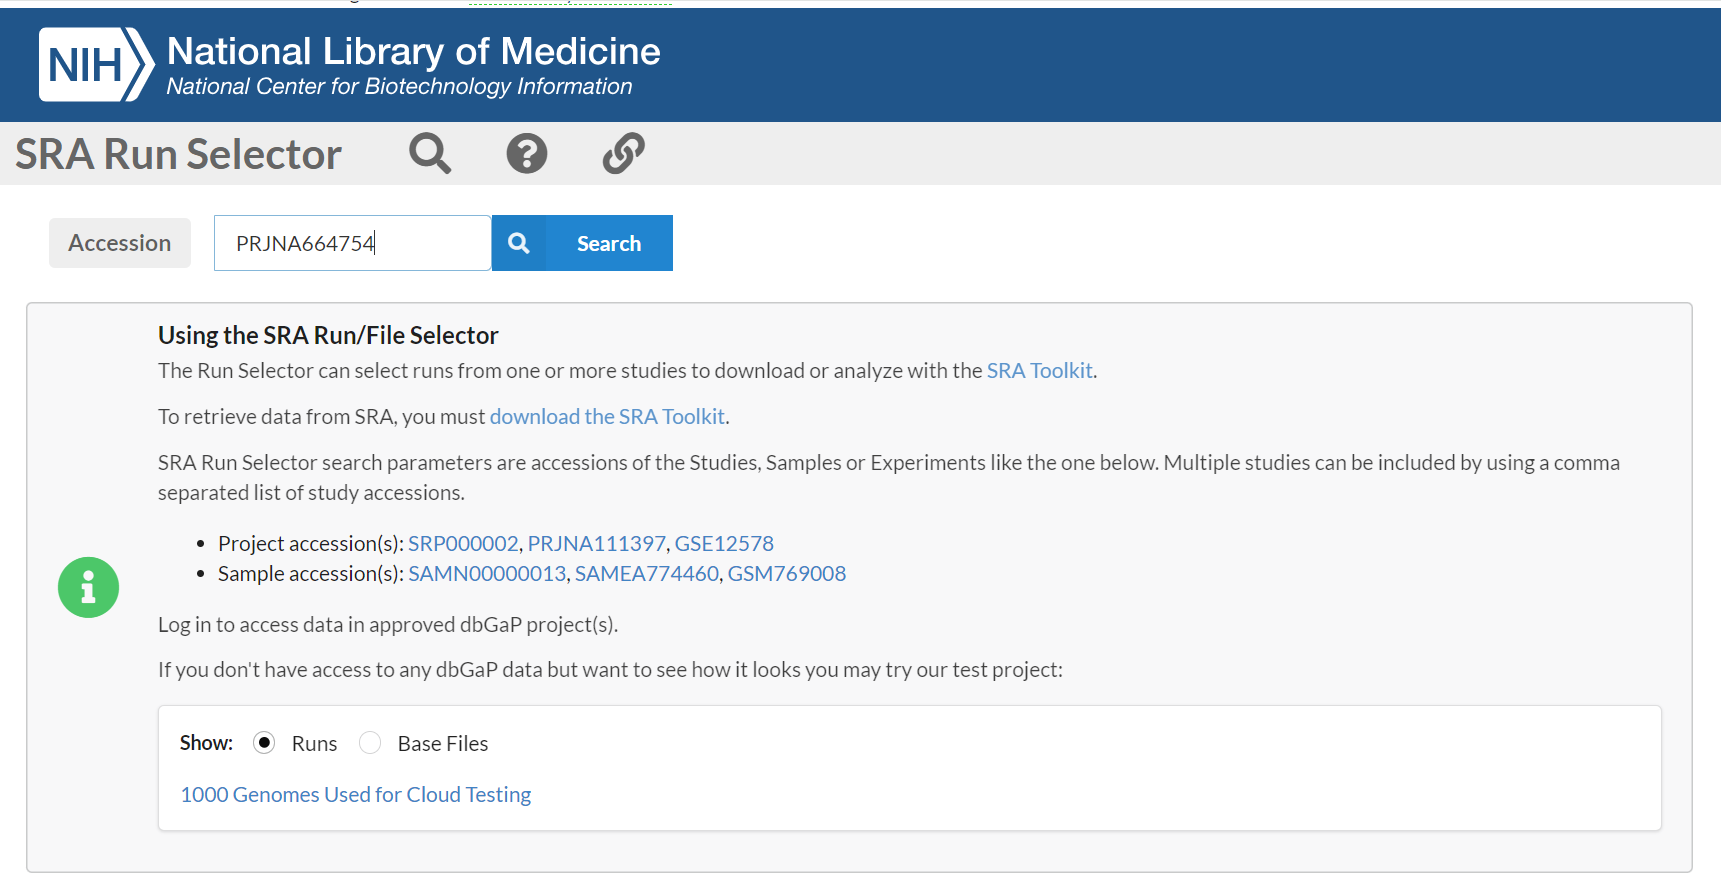 NIH National Library of Medicine
National Center for Biotechnology Information
SRA Run Selector
Accession PRJNA664754 Search
Using the SRA Run/File Selector
The Run Selector can select runs from one or more studies to download or analyze with the SRA Toolkit.
To retrieve data from SRA, you must download the SRA Toolkit.
SRA Run Selector search parameters are accessions of the Studies, Samples or Experiments like the one below. Multiple studies can be included by using a comma
separated list of study accessions.
• Project accession(s): SRP000002, PRJNA111397, GSE12578
• Sample accession(s): SAMN00000013, SAMEA774460, GSM769008
Log in to access data in approved dbGaP project(s).
If you don't have access to any dbGaP data but want to see how it looks you may try our test project:
Show: Runs Base Files
1000 Genomes Used for Cloud Testing